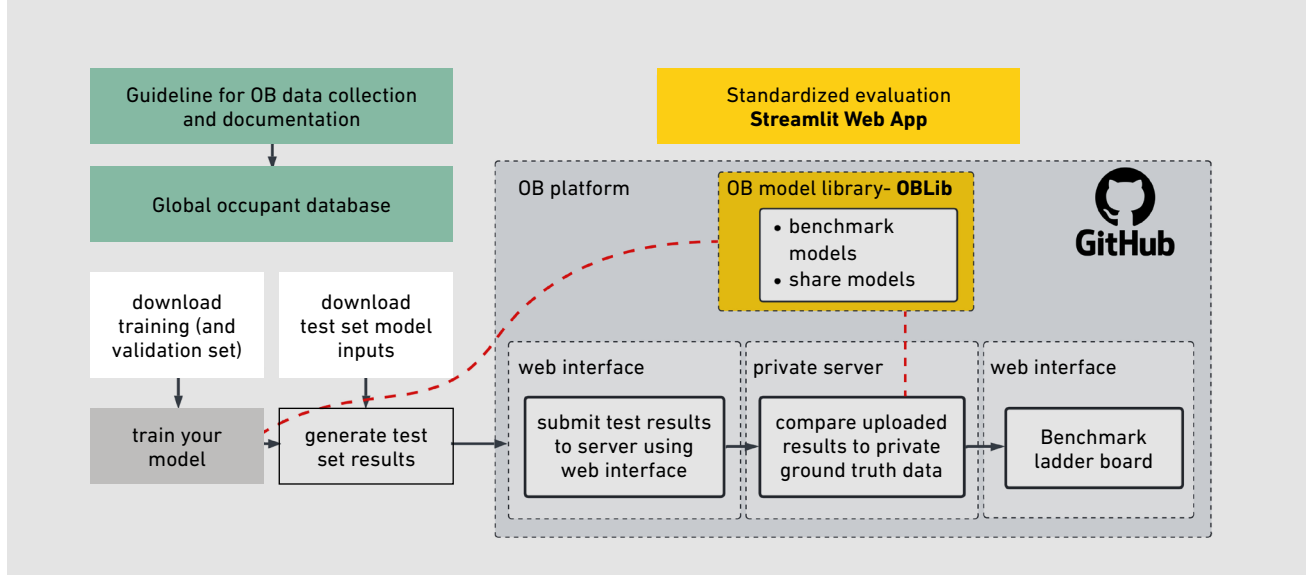 Guideline for OB data collection
and documentation
Global occupant database
download
training (and
validation set)
download
test set model
inputs
train your
model
generate test
set results
Standardized evaluation
Streamlit Web App
OB platform
OB model library- OBLib
• benchmark
models
• share models
GitHub
web interface
submit test results
to server using
web interface
private server
compare uploaded
results to private
ground truth data
web interface
Benchmark
ladder board